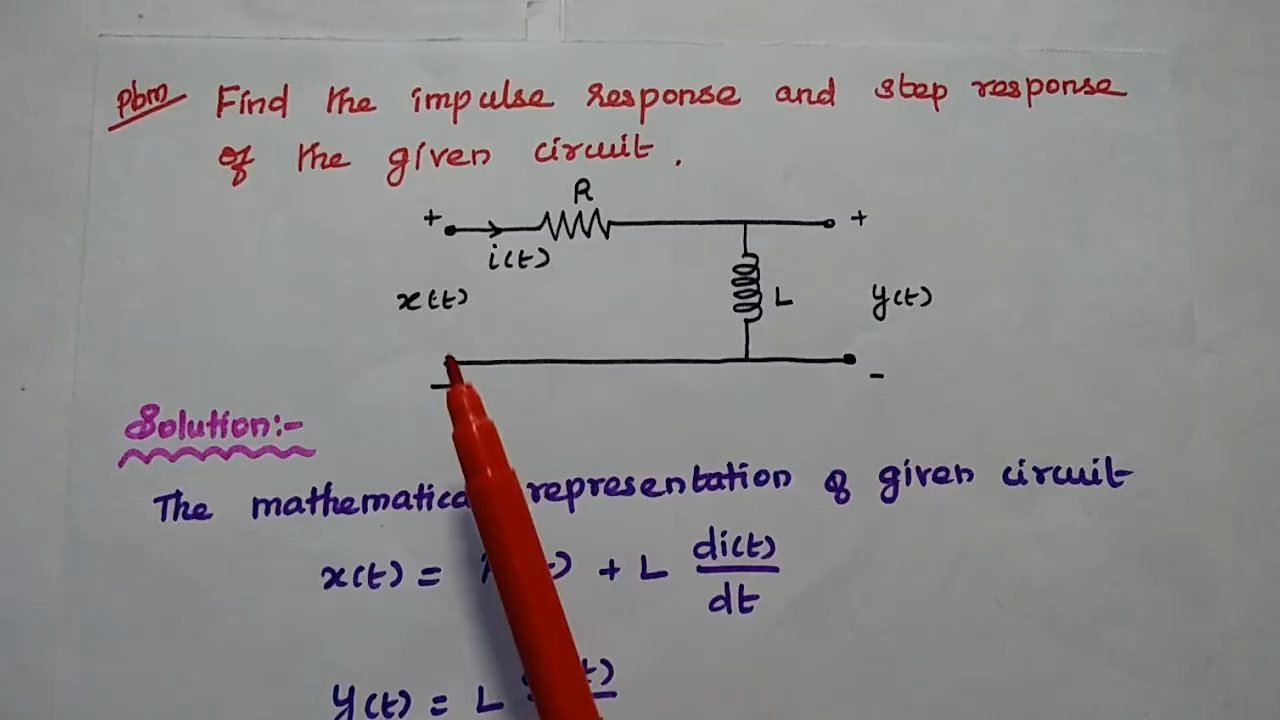 Pbm Find the impulse response and step response
of the given circuit.
R
+ +
i(t)
x(t) L y(t)
- -
Solution:-
The mathematical representation of given circuit
x(t) = + L di(t)/dt
y(t) = L